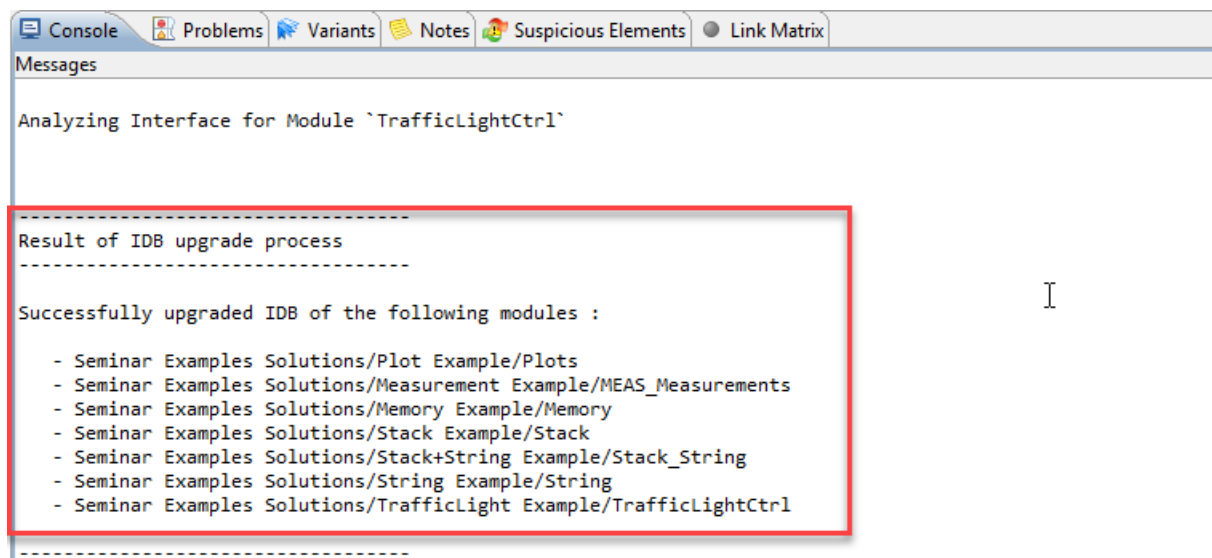 Console Problems Variants Notes Suspicious Elements Link Matrix
Messages
Analyzing Interface for Module `TrafficLightCtrl`
-----------------------------------
Result of IDB upgrade process
-----------------------------------
Successfully upgraded IDB of the following modules :
- Seminar Examples Solutions/Plot Example/Plots
- Seminar Examples Solutions/Measurement Example/MEAS_Measurements
- Seminar Examples Solutions/Memory Example/Memory
- Seminar Examples Solutions/Stack Example/Stack
- Seminar Examples Solutions/Stack+String Example/Stack_String
- Seminar Examples Solutions/String Example/String
- Seminar Examples Solutions/TrafficLight Example/TrafficLightCtrl
-----------------------------------